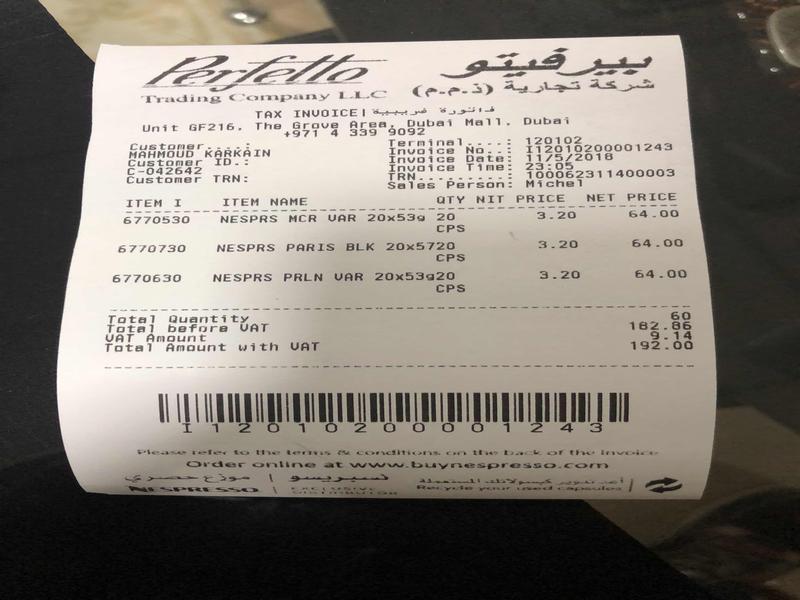 Perfetto بيرفيتو
Trading Company LLC شركة تجارية (ذ.م.م)
TAX INVOICE| فاتورة ضريبية
Unit GF216, The Grove Area, Dubai Mall, Dubai
+971 4 339 9092
Customer....:
MAHMOUD KARKAIN
Customer ID.:
C-042642
Customer TRN:
Terminal....: 120102
Invoice No..: I120102000001243
Invoice Date: 11/5/2018
Invoice Time: 23:05
TRN.........: 100062311400003
Sales Person: Michel
ITEM I ITEM NAME QTY NIT PRICE NET PRICE
6770530 NESPRS MCR VAR 20x53g 20 3.20 64.00
CPS
6770730 NESPRS PARIS BLK 20x5720 3.20 64.00
CPS
6770630 NESPRS PRLN VAR 20x53g20 3.20 64.00
CPS
Total Quantity 60
Total before VAT 182.86
VAT Amount 9.14
Total Amount with VAT 192.00
I120102000001243
Please refer to the terms & conditions on the back of the invoice
Order online at www.buynespresso.com
موزع حصري | نسبريسو
أعد تدوير كبسولاتك المستعملة
NESPRESSO | EXCLUSIVE DISTRIBUTOR
Recycle your used capsules